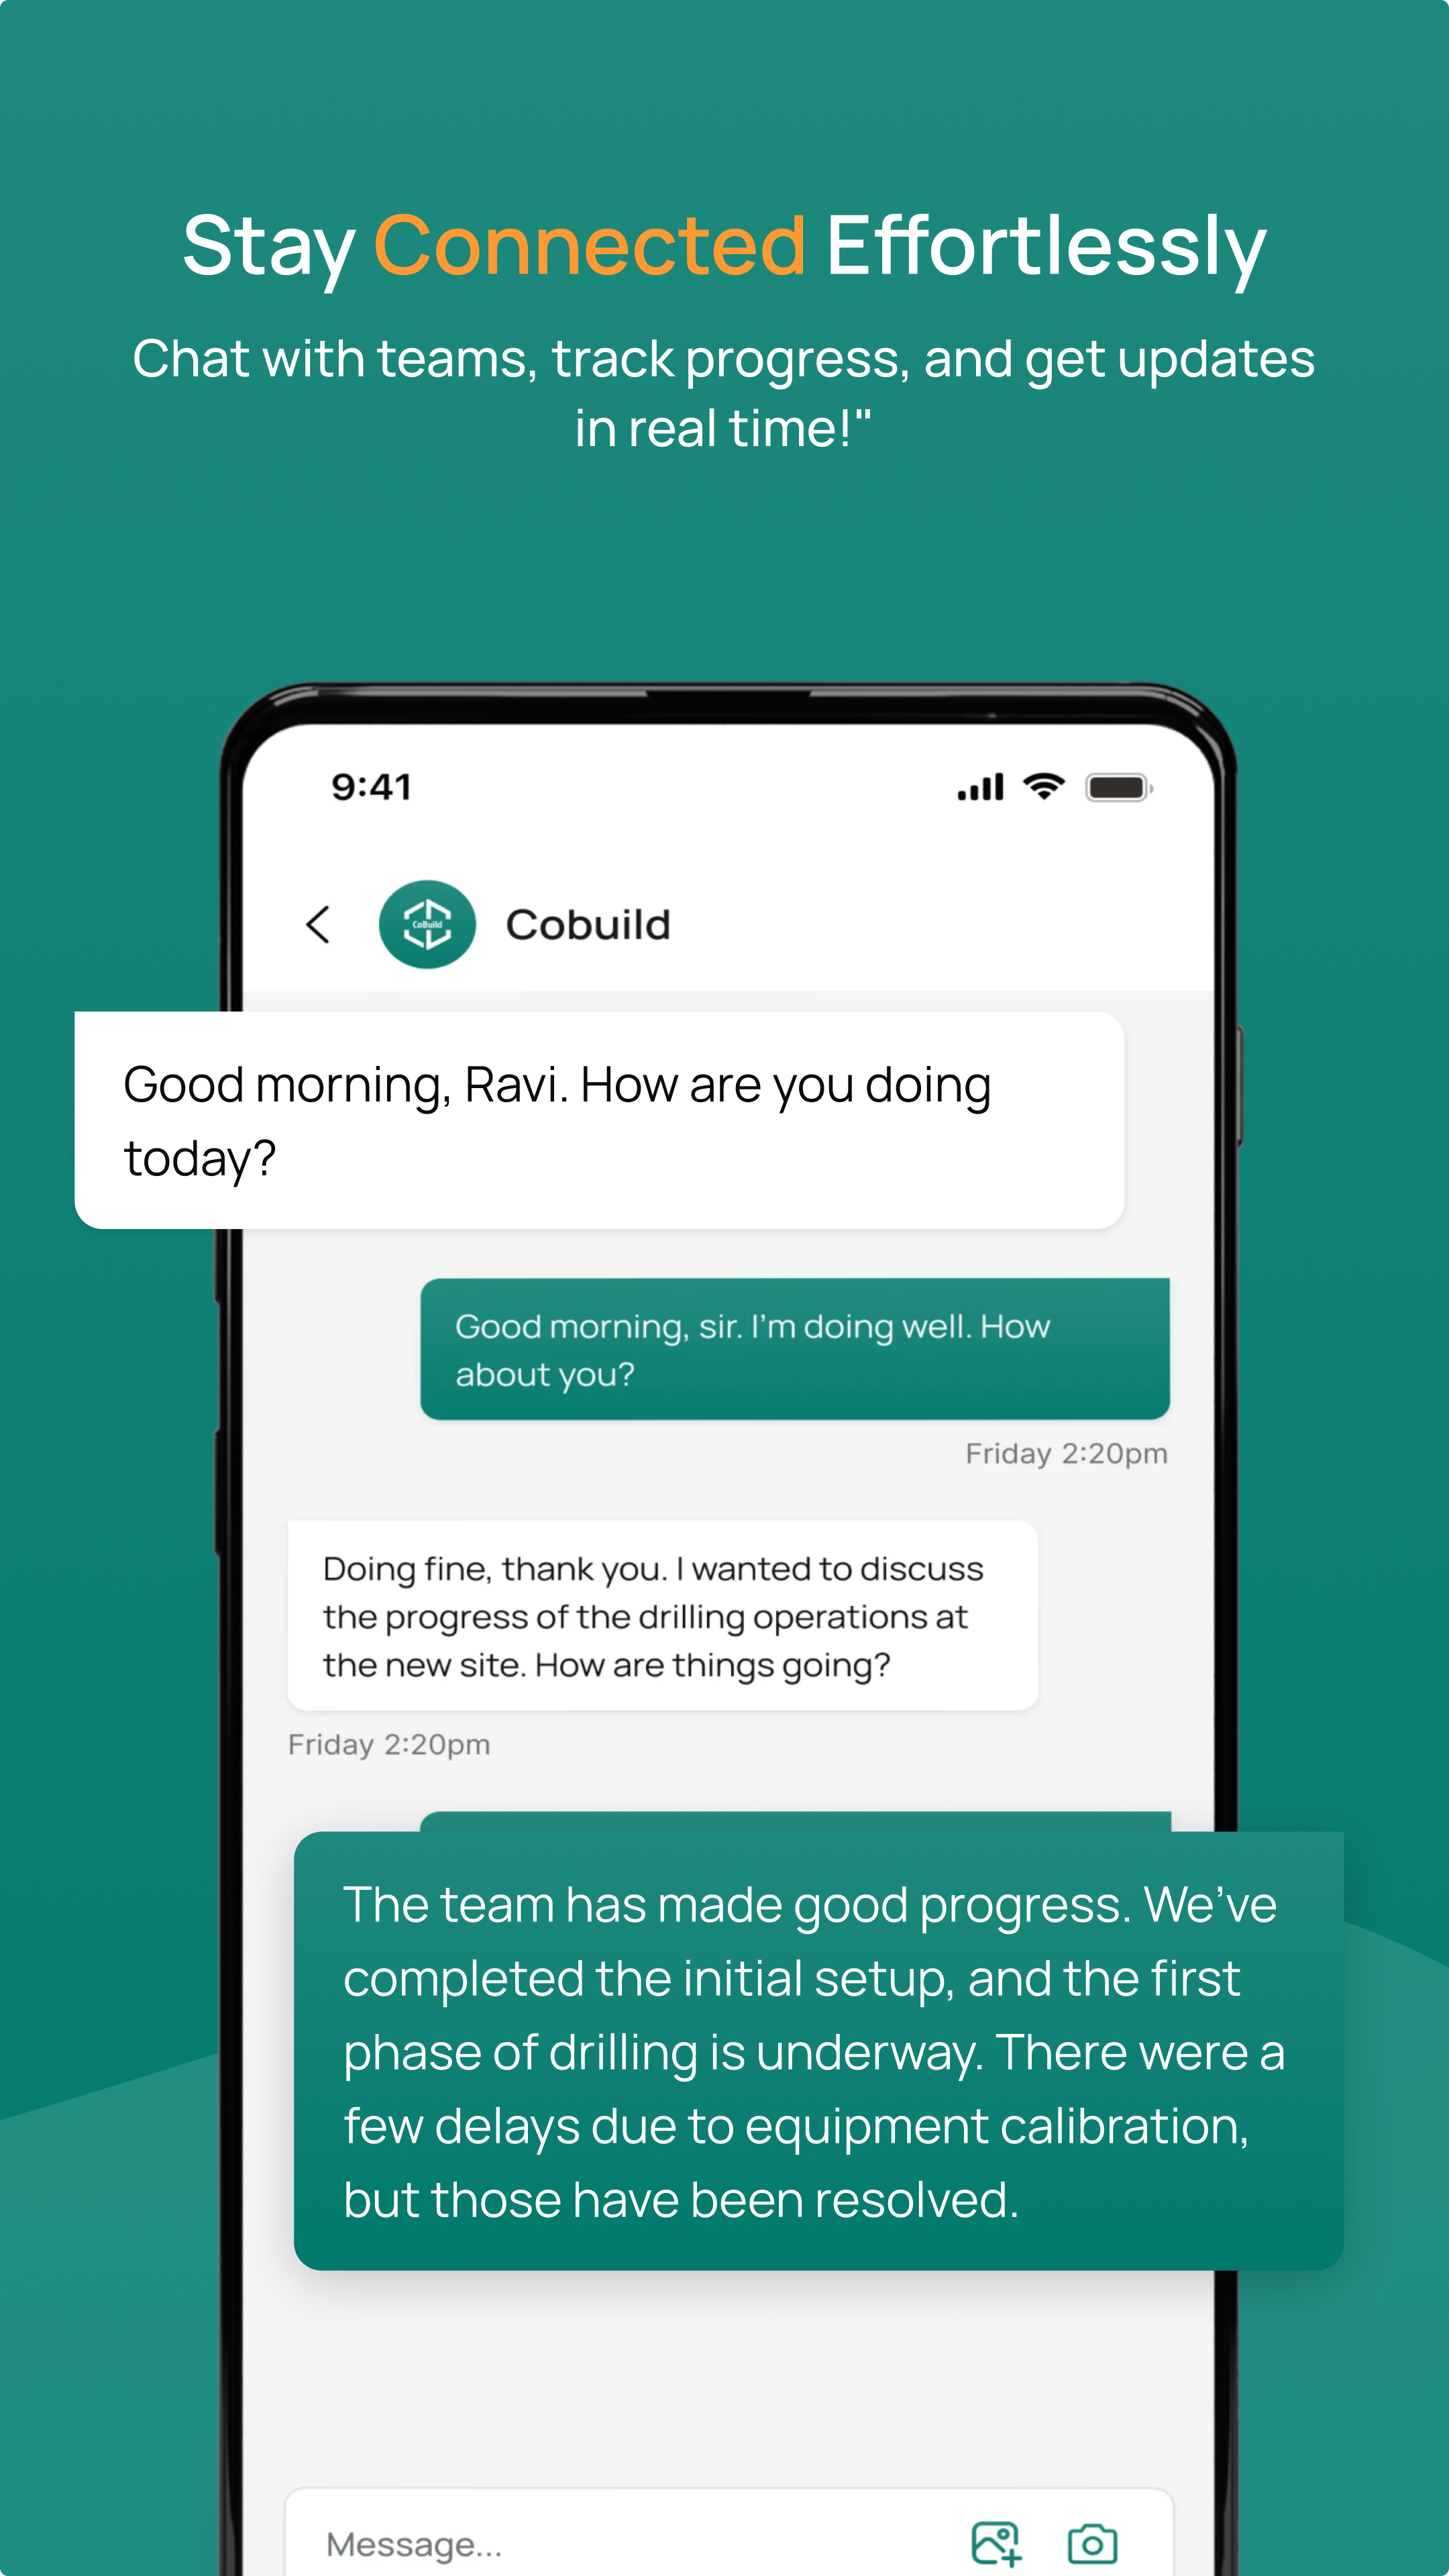 Stay Connected Effortlessly
Chat with teams, track progress, and get updates
in real time!"
9:41
CoBuild
Cobuild
Good morning, Ravi. How are you doing
today?
Good morning, sir. I'm doing well. How
about you?
Friday 2:20pm
Doing fine, thank you. I wanted to discuss
the progress of the drilling operations at
the new site. How are things going?
Friday 2:20pm
The team has made good progress. We've
completed the initial setup, and the first
phase of drilling is underway. There were a
few delays due to equipment calibration,
but those have been resolved.
Message...